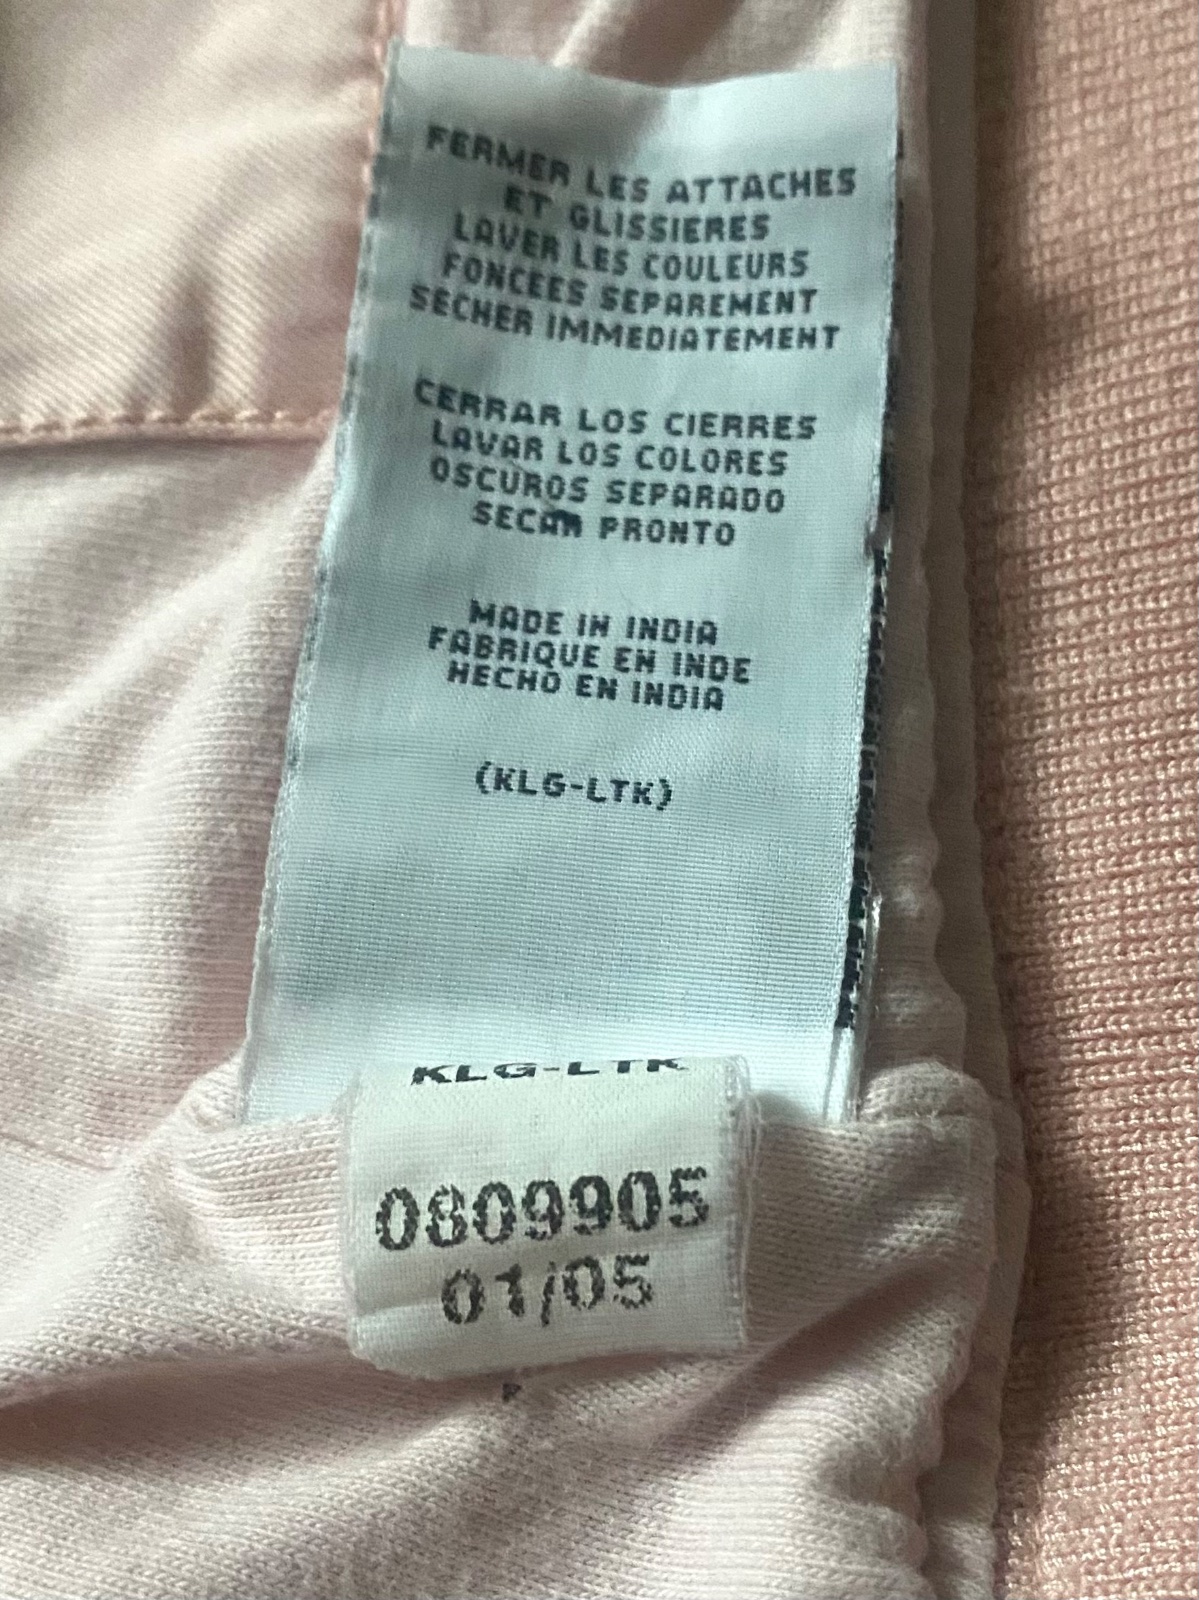 FERMER LES ATTACHES
ET GLISSIERES
LAVER LES COULEURS
FONCEES SEPAREMENT
SECHER IMMEDIATEMENT
CERRAR LOS CIERRES
LAVAR LOS COLORES
OSCUROS SEPARADO
SECAR PRONTO
MADE IN INDIA
FABRIQUE EN INDE
HECHO EN INDIA
(KLG-LTK)
KLG-LTK
0809905
01/05